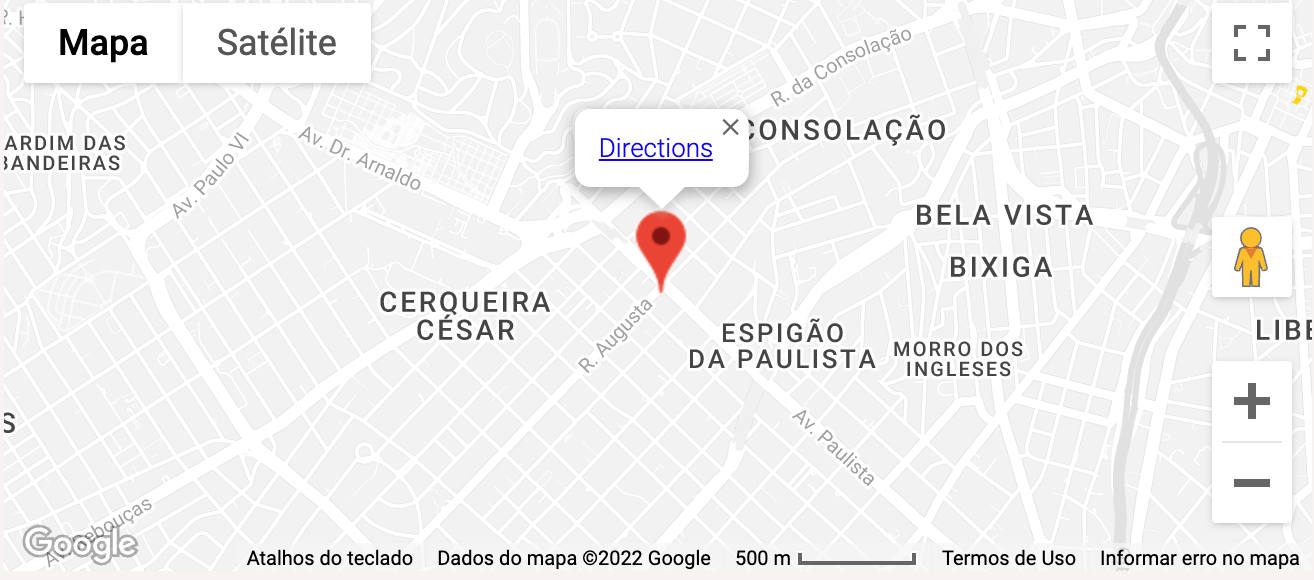 Mapa
Satélite
R. da Consolação
CONSOLAÇÃO
Directions
ARDIM DAS
BANDEIRAS
Av. Paulo VI
Av. Dr. Arnaldo
BELA VISTA
BIXIGA
CERQUEIRA
CÉSAR
R. Augusta
ESPIGÃO
DA PAULISTA
MORRO DOS
INGLESES
LIBE
S
Av. Paulista
Av. Rebouças
Google
Atalhos do teclado
Dados do mapa ©2022 Google
500 m
Termos de Uso
Informar erro no mapa